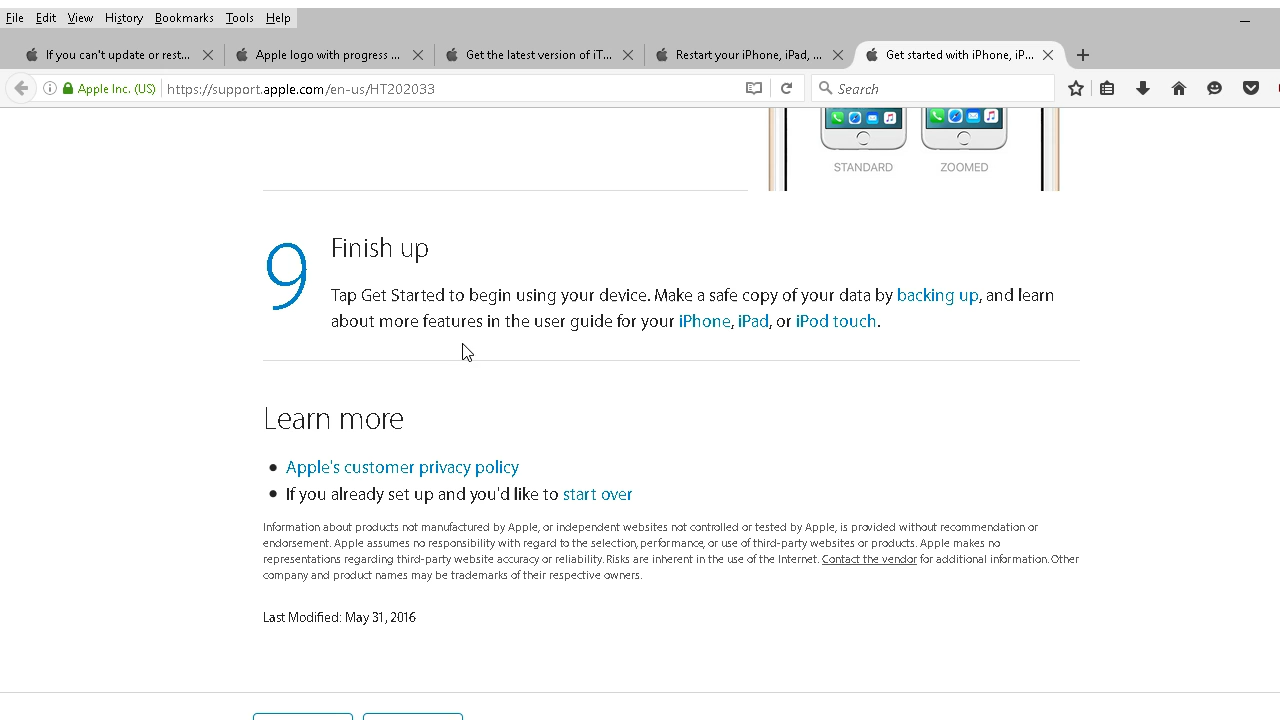 File Edit View History Bookmarks Tools Help
If you can't update or rest... Apple logo with progress ... Get the latest version of iT... Restart your iPhone, iPad, ... Get started with iPhone, iP...
Apple Inc. (US) https://support.apple.com/en-us/HT202033 Search
STANDARD ZOOMED
9 Finish up
Tap Get Started to begin using your device. Make a safe copy of your data by backing up, and learn
about more features in the user guide for your iPhone, iPad, or iPod touch.
Learn more
• Apple's customer privacy policy
• If you already set up and you'd like to start over
Information about products not manufactured by Apple, or independent websites not controlled or tested by Apple, is provided without recommendation or
endorsement. Apple assumes no responsibility with regard to the selection, performance, or use of third-party websites or products. Apple makes no
representations regarding third-party website accuracy or reliability. Risks are inherent in the use of the Internet. Contact the vendor for additional information. Other
company and product names may be trademarks of their respective owners.
Last Modified: May 31, 2016